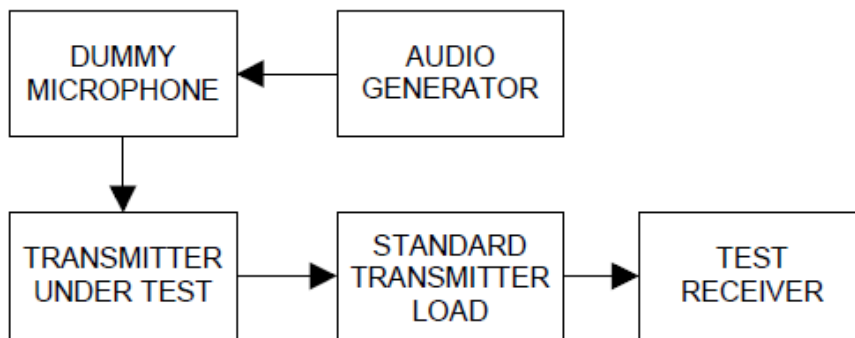 DUMMY
MICROPHONE
AUDIO
GENERATOR
TRANSMITTER
UNDER TEST
STANDARD
TRANSMITTER
LOAD
TEST
RECEIVER